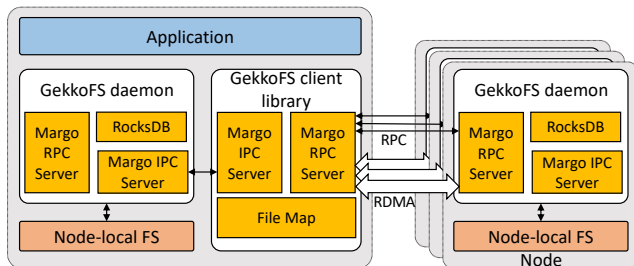 Application
GekkoFS daemon
Margo
RPC
Server
RocksDB
Margo IPC
Server
Node-local FS
GekkoFS client
library
Margo
IPC
Server
Margo
RPC
Server
File Map
RPC
RDMA
GekkoFS daemon
Margo
RPC
Server
RocksDB
Margo IPC
Server
Node-local FS
Node